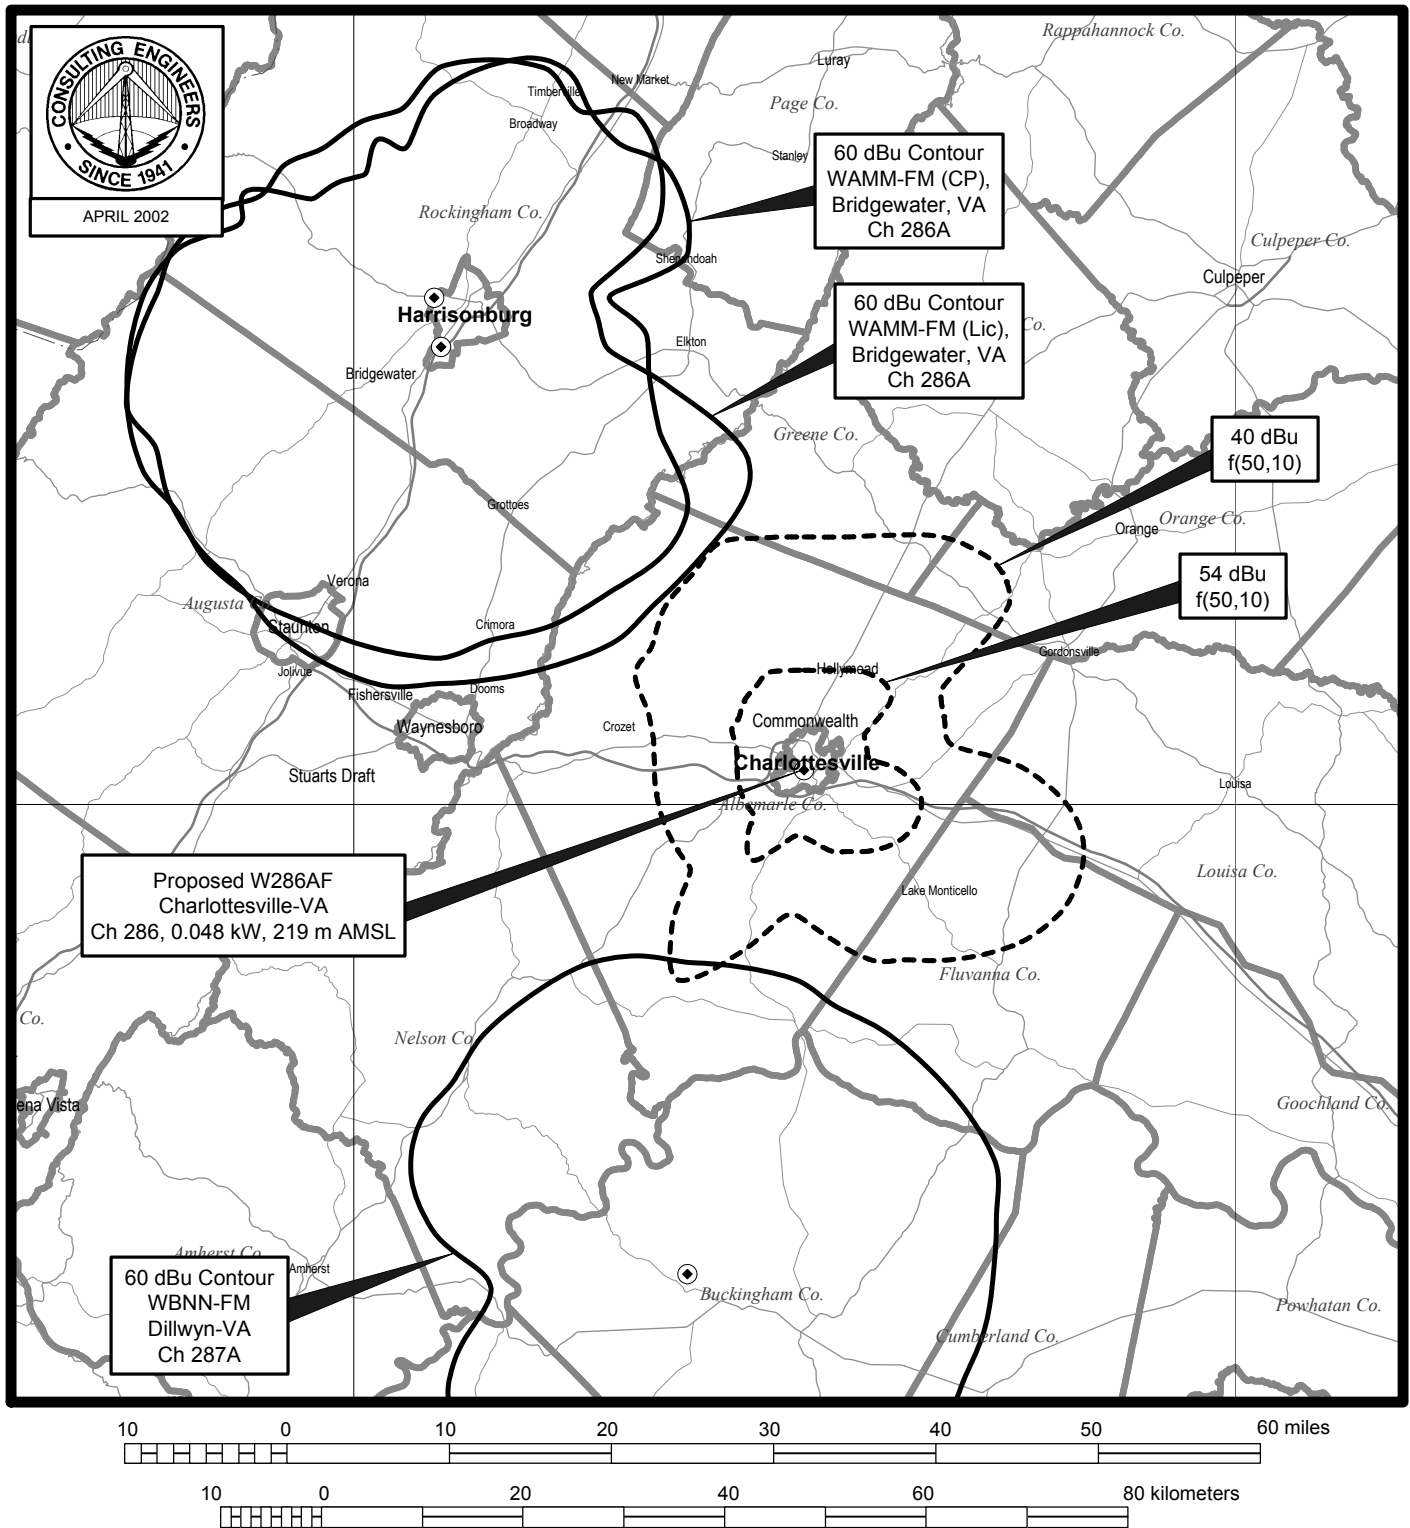 CONSULTING ENGINEERS
SINCE 1941
APRIL 2002
Rappahannock Co.
Luray
New Market
Timberville
Page Co.
Broadway
60 dBu Contour
WAMM-FM (CP),
Bridgewater, VA
Ch 286A
Stanley
Rockingham Co.
Culpeper Co.
Shenandoah
Culpeper
Harrisonburg
60 dBu Contour
WAMM-FM (Lic),
Bridgewater, VA
Ch 286A
Co.
Elkton
Bridgewater
Greene Co.
40 dBu
f(50,10)
Grottoes
Orange Co.
Orange
54 dBu
f(50,10)
Verona
Augusta Co.
Staunton
Crimora
Gordonsville
Jolivue
Hollymead
Fishersville
Dooms
Waynesboro
Crozet
Commonwealth
Charlottesville
Stuarts Draft
Louisa
Albemarle Co.
Proposed W286AF
Charlottesville-VA
Ch 286, 0.048 kW, 219 m AMSL
Louisa Co.
Lake Monticello
Fluvanna Co.
Co.
Nelson Co.
ena Vista
Goochland Co.
Amherst Co.
Amherst
60 dBu Contour
WBNN-FM
Dillwyn-VA
Ch 287A
Buckingham Co.
Powhatan Co.
Cumberland Co.
10 0 10 20 30 40 50 60 miles
10 0 20 40 60 80 kilometers